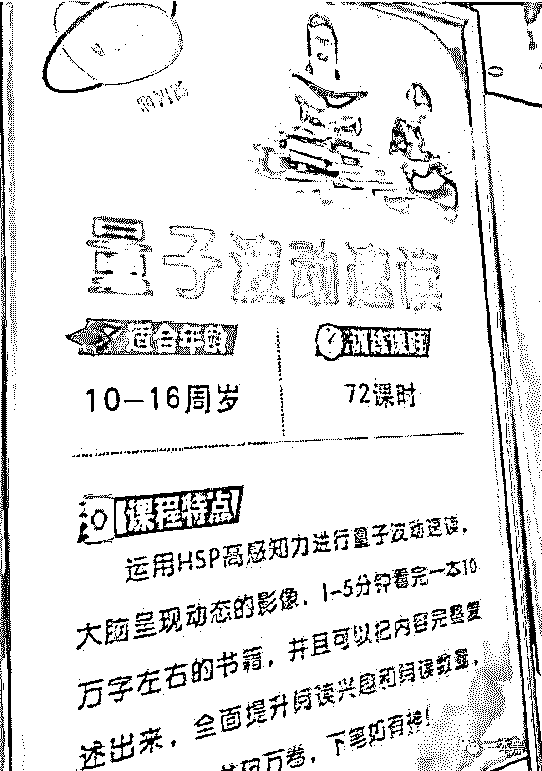 量子波动速读
适合年龄
训练课时
10-16周岁
72课时
课程特点
运用HSP高感知力进行量子波动速读,
大脑呈现动态的影像,1-5分钟看完一本10
万字左右的书籍,并且可以把内容完整复
述出来,全面提升阅读兴趣和阅读数量,
万卷,下笔如有神!